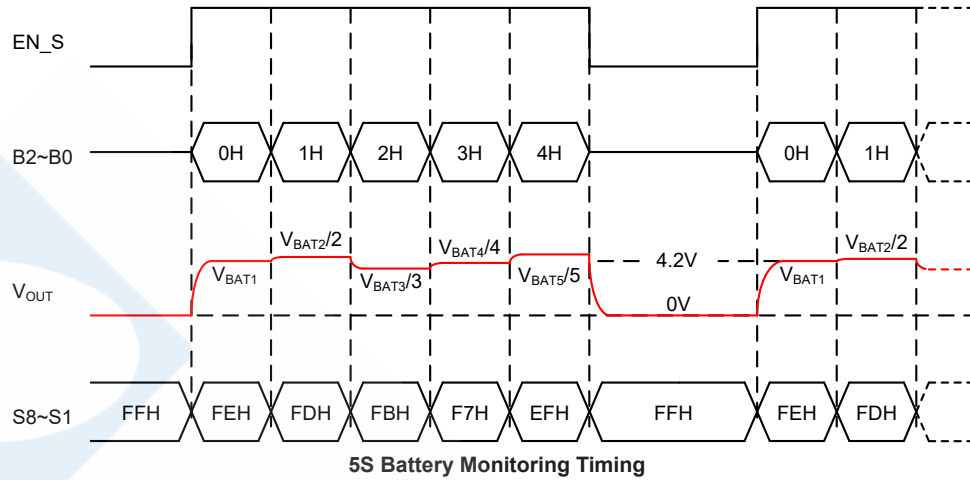 EN_S
B2~B0
0H 1H 2H 3H 4H 0H 1H
VOUT
VBAT1 VBAT2/2 VBAT3/3 VBAT4/4 VBAT5/5 4.2V 0V VBAT1 VBAT2/2
S8~S1
FFH FEH FDH FBH F7H EFH FFH FEH FDH
5S Battery Monitoring Timing